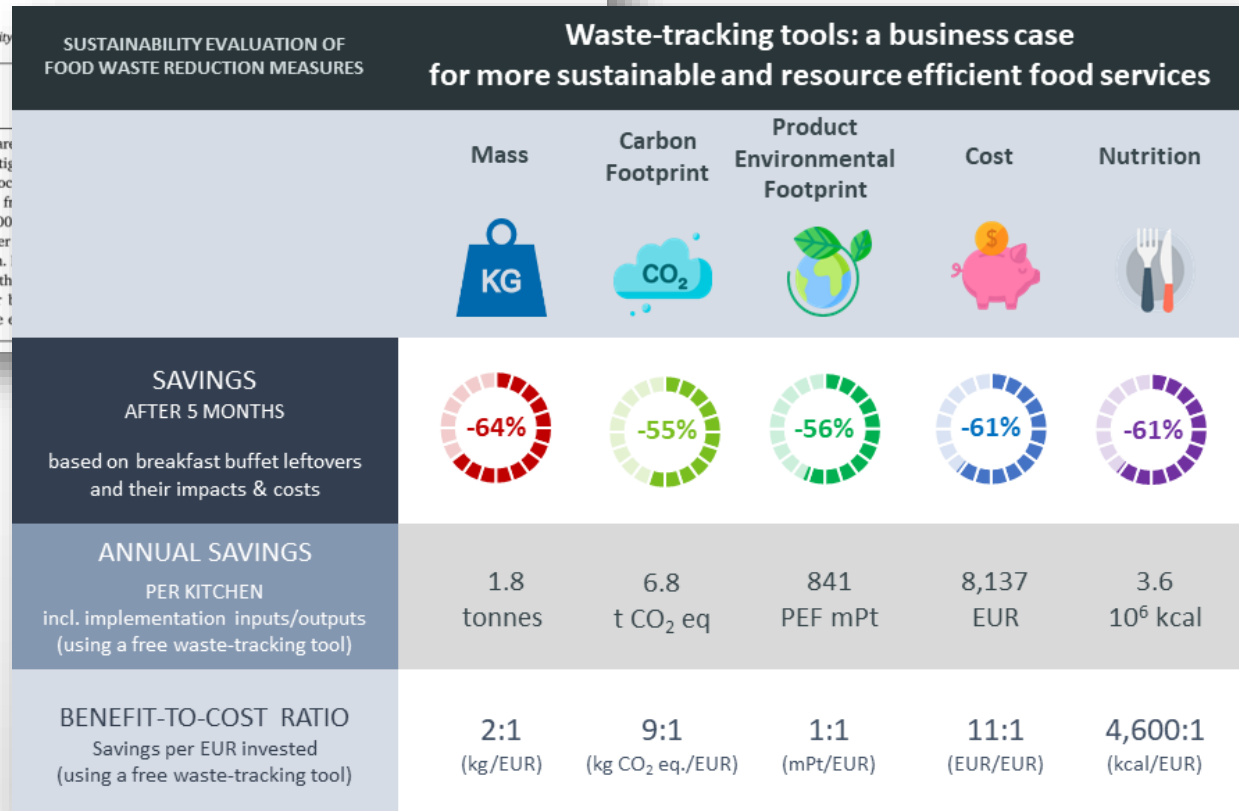 SUSTAINABILITY EVALUATION OF
FOOD WASTE REDUCTION MEASURES
Waste-tracking tools: a business case
for more sustainable and resource efficient food services
Mass
Carbon
Footprint
Product
Environmental
Footprint
Cost
Nutrition
KG
CO₂
$
SAVINGS
AFTER 5 MONTHS
based on breakfast buffet leftovers
and their impacts & costs
-64%
-55%
-56%
-61%
-61%
ANNUAL SAVINGS
PER KITCHEN
incl. implementation inputs/outputs
(using a free waste-tracking tool)
1.8
tonnes
6.8
t CO₂ eq
841
PEF mPt
8,137
EUR
3.6
10⁶ kcal
BENEFIT-TO-COST RATIO
Savings per EUR invested
(using a free waste-tracking tool)
2:1
(kg/EUR)
9:1
(kg CO₂ eq./EUR)
1:1
(mPt/EUR)
11:1
(EUR/EUR)
4,600:1
(kcal/EUR)